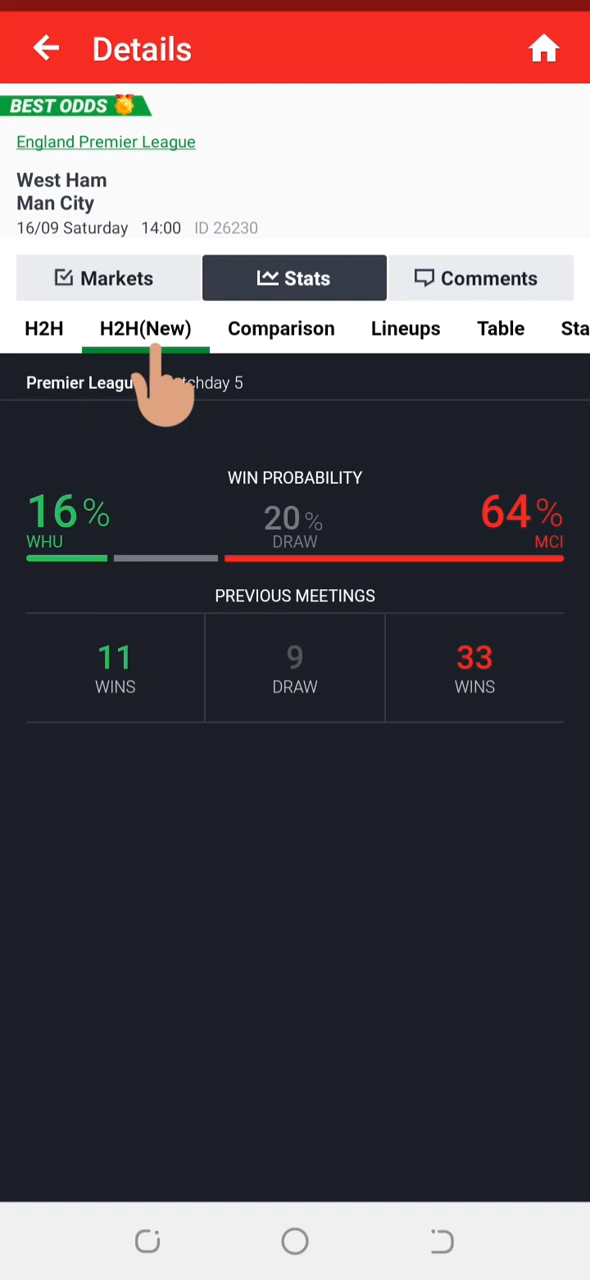 Details
BEST ODDS
England Premier League
West Ham
Man City
16/09 Saturday 14:00 ID 26230
Markets Stats Comments
H2H H2H(New) Comparison Lineups Table Sta
Premier Leagu tchday 5
WIN PROBABILITY
16% 20% 64%
WHU DRAW MCI
PREVIOUS MEETINGS
11 9 33
WINS DRAW WINS